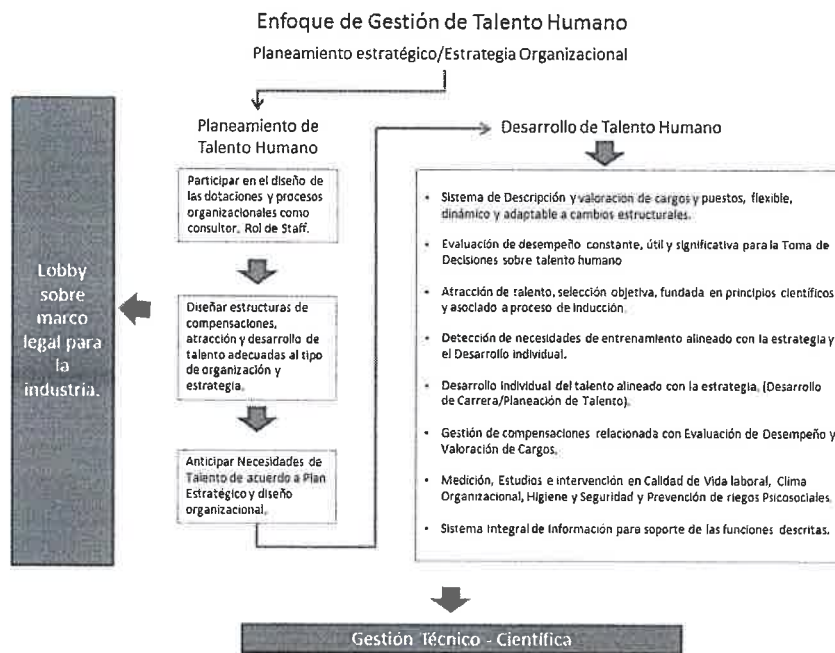 Enfoque de Gestión de Talento Humano
Planeamiento estratégico/Estrategia Organizacional
Planeamiento de
Talento Humano
Participar en el diseño de
las dotaciones y procesos
organizacionales como
consultor. Rol de Staff.
Diseñar estructuras de
compensaciones,
atracción y desarrollo de
talento adecuadas al tipo
de organización y
estrategia.
Anticipar Necesidades de
Talento de acuerdo a Plan
Estratégico y diseño
organizacional.
Lobby
sobre
marco
legal para
la
industria.
Desarrollo de Talento Humano
• Sistema de Descripción y valoración de cargos y puestos, flexible,
dinámico y adaptable a cambios estructurales.
• Evaluación de desempeño constante, útil y significativa para la Toma de
Decisiones sobre talento humano
• Atracción de talento, selección objetiva, fundada en principios científicos
y asociado a proceso de inducción.
• Detección de necesidades de entrenamiento alineado con la estrategia y
el Desarrollo individual.
• Desarrollo individual del talento alineado con la estrategia. (Desarrollo
de Carrera/Planeación de Talento).
• Gestión de compensaciones relacionada con Evaluación de Desempeño y
Valoración de Cargos.
• Medición, Estudios e intervención en Calidad de Vida laboral, Clima
Organizacional, Higiene y Seguridad y Prevención de riegos Psicosociales.
• Sistema Integral de Información para soporte de las funciones descritas.
Gestión Técnico - Científica